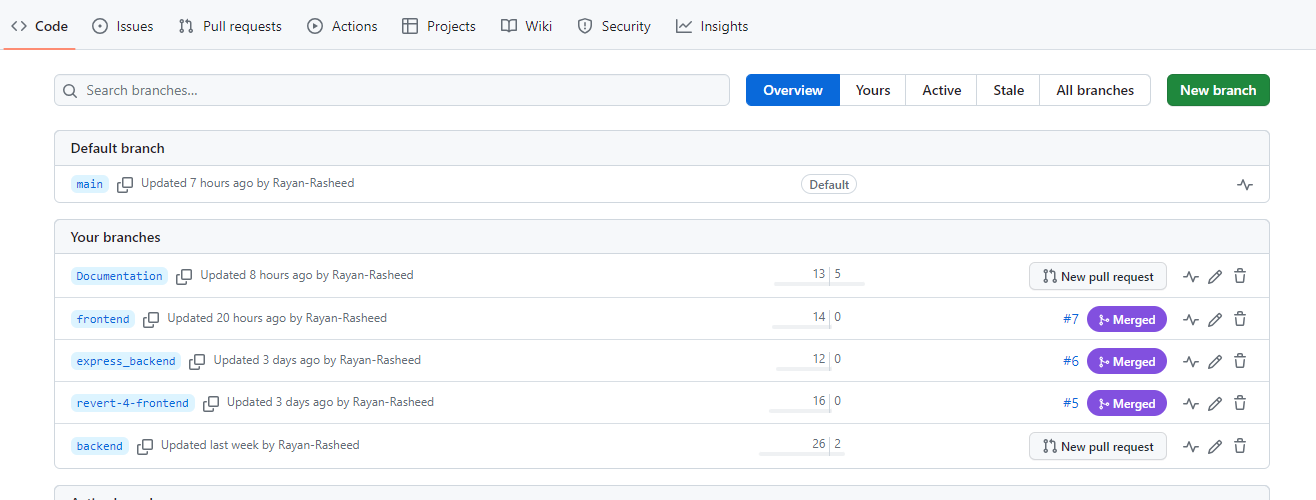 Code Issues Pull requests Actions Projects Wiki Security Insights
Search branches... Overview Yours Active Stale All branches New branch
Default branch
main Updated 7 hours ago by Rayan-Rasheed Default
Your branches
Documentation Updated 8 hours ago by Rayan-Rasheed 13 5 New pull request
frontend Updated 20 hours ago by Rayan-Rasheed 14 0 #7 Merged
express_backend Updated 3 days ago by Rayan-Rasheed 12 0 #6 Merged
revert-4-frontend Updated 3 days ago by Rayan-Rasheed 16 0 #5 Merged
backend Updated last week by Rayan-Rasheed 26 2 New pull request